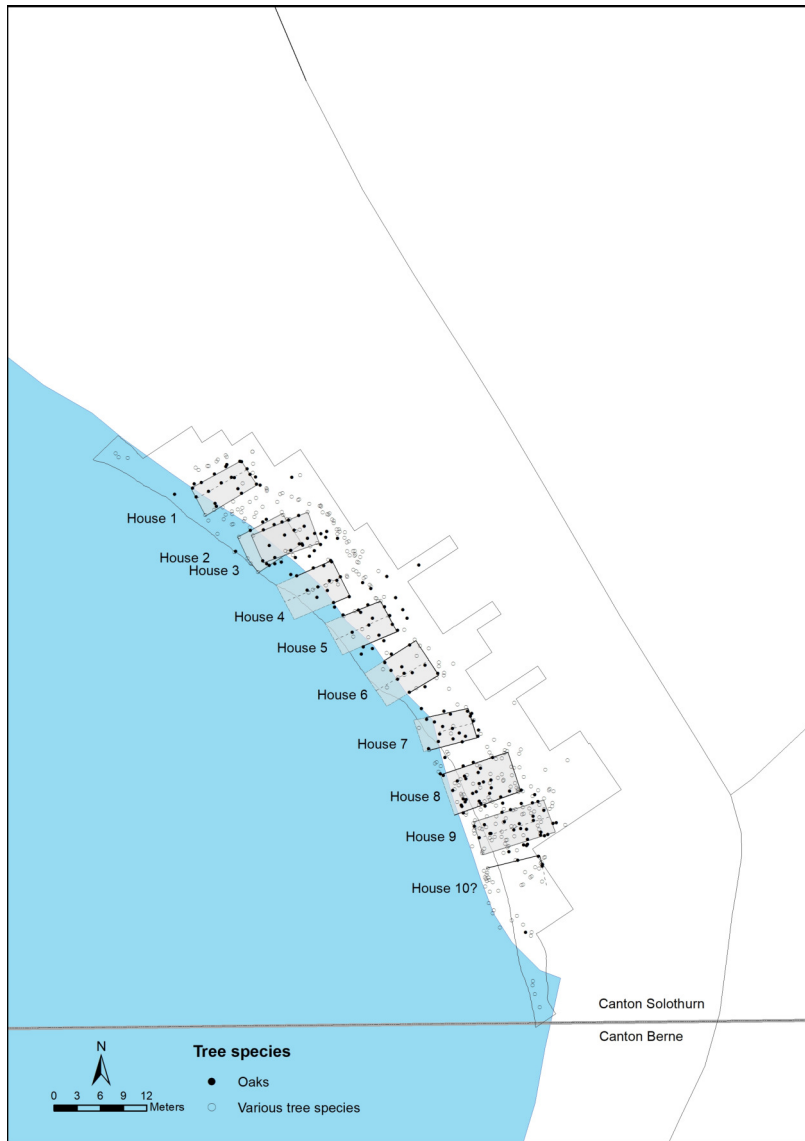 House 1
House 2
House 3
House 4
House 5
House 6
House 7
House 8
House 9
House 10?
Canton Solothurn
Canton Berne
N
0 3 6 9 12
Meters
Tree species
Oaks
Various tree species